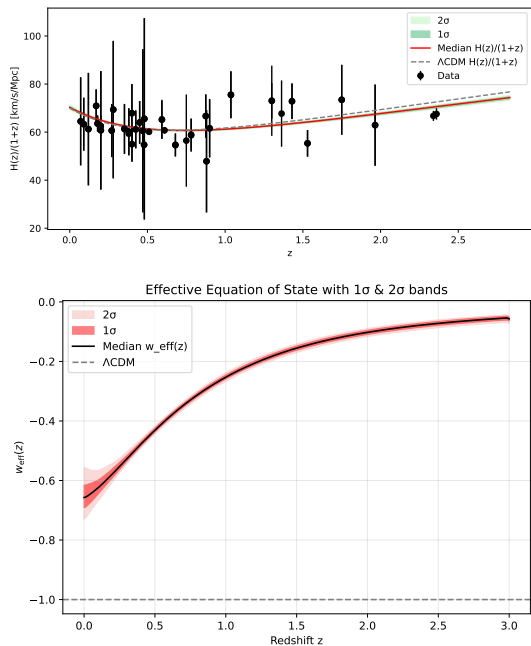 2σ
1σ
Median H(z)/(1+z)
ΛCDM H(z)/(1+z)
Data
H(z)/(1+z) [km/s/Mpc]
100
80
60
40
20
0.0 0.5 1.0 1.5 2.0 2.5
z
Effective Equation of State with 1σ & 2σ bands
2σ
1σ
Median w_eff(z)
ΛCDM
w_eff(z)
0.0
−0.2
−0.4
−0.6
−0.8
−1.0
0.0 0.5 1.0 1.5 2.0 2.5 3.0
Redshift z